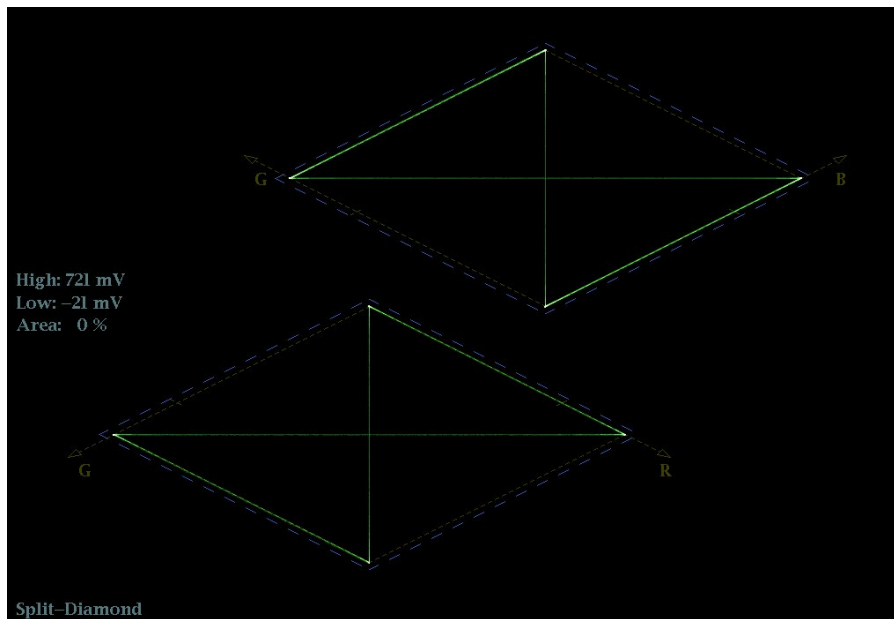 G
B
High: 721 mV
Low: –21 mV
Area: 0 %
G
R
Split–Diamond